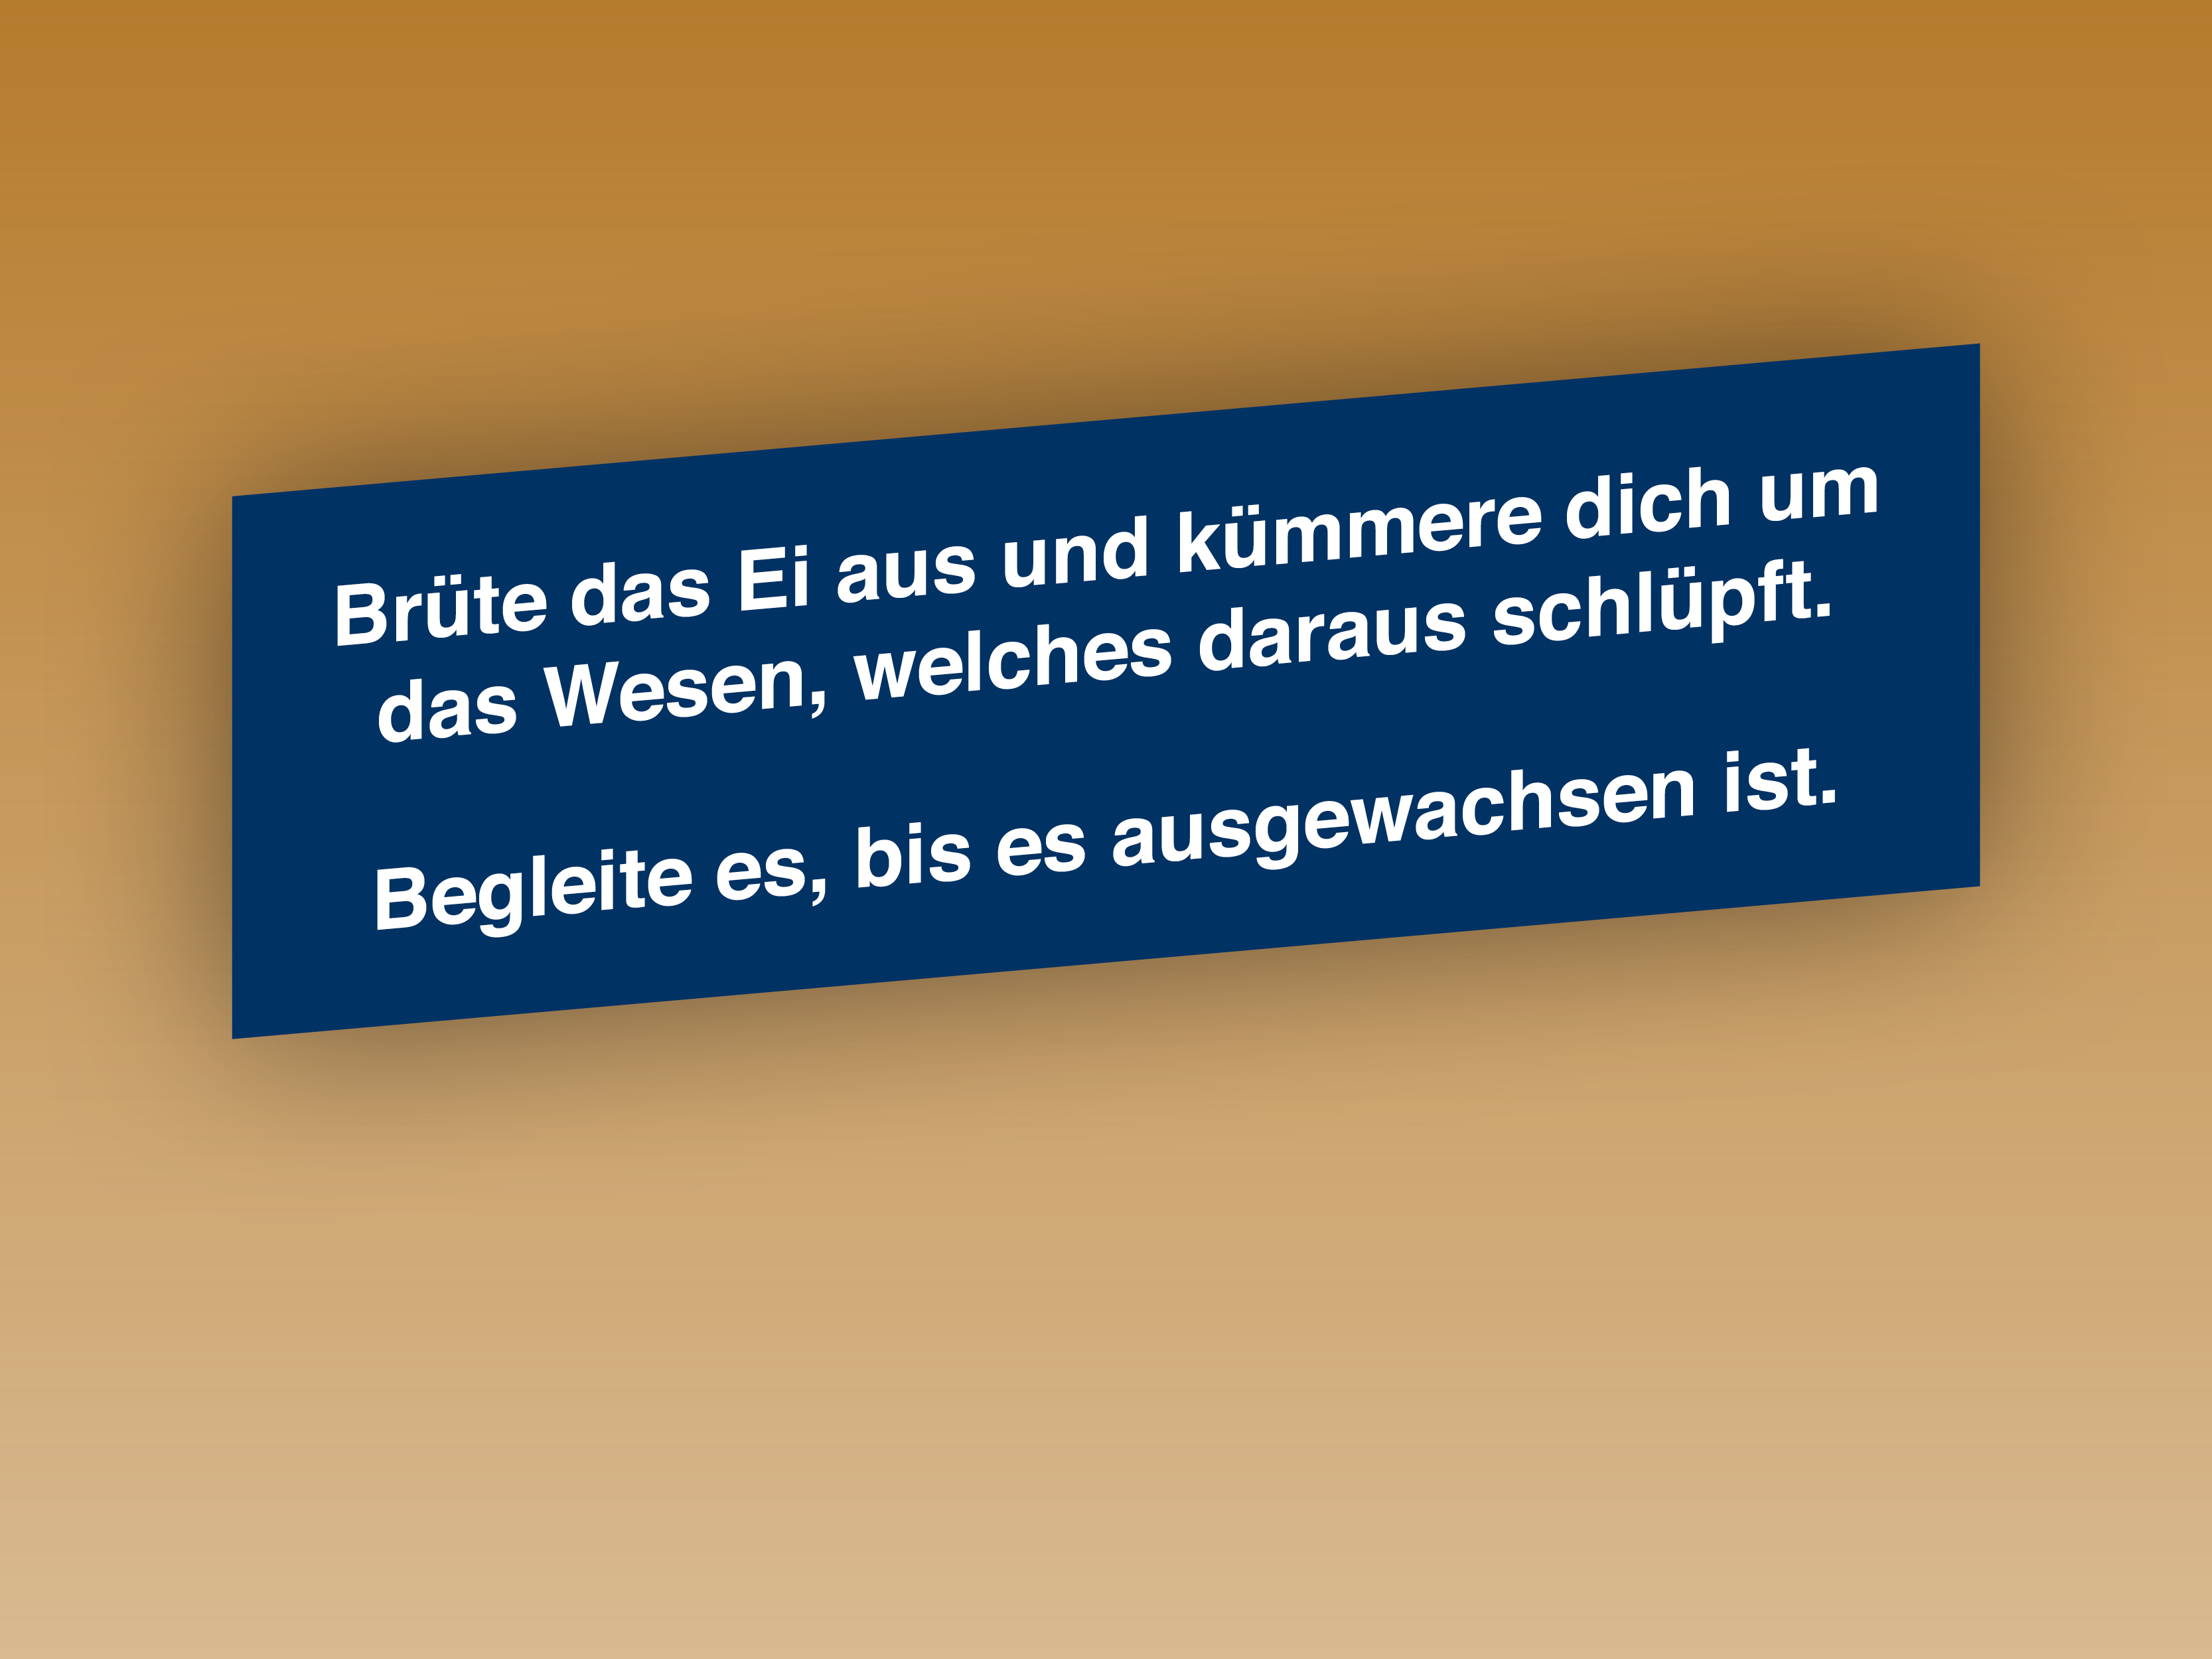 Brüte das Ei aus und kümmere dich um
das Wesen, welches daraus schlüpft.
Begleite es, bis es ausgewachsen ist.